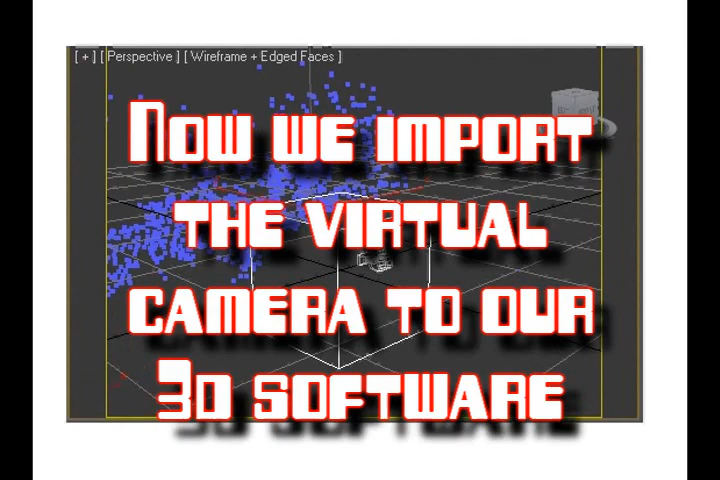 [ + ] [ Perspective ] [ Wireframe + Edged Faces ]
Now we import
the virtual
camera to our
3d software